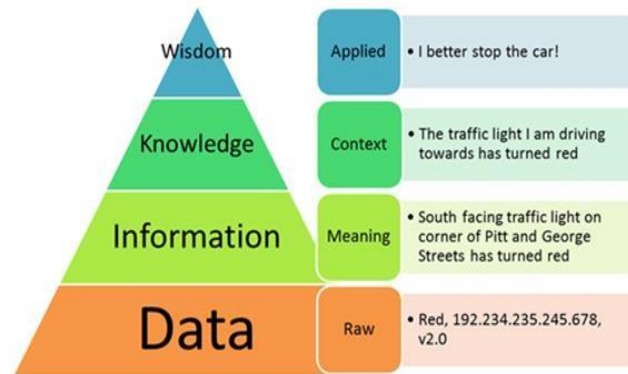 Wisdom
Applied
• I better stop the car!
Knowledge
Context
• The traffic light I am driving
towards has turned red
Information
Meaning
• South facing traffic light on
corner of Pitt and George
Streets has turned red
Data
Raw
• Red, 192.234.235.245.678,
v2.0